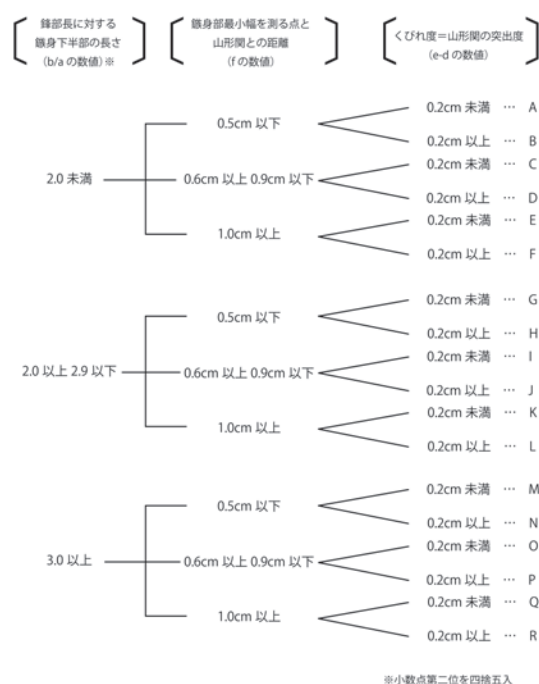 鋒部長に対する
鏃身下半部の長さ
(b/a の数値)※
鏃身部最小幅を測る点と
山形関との距離
(f の数値)
くびれ度=山形関の突出度
(e-d の数値)
2.0 未満
0.5cm 以下
0.2cm 未満 … A
0.2cm 以上 … B
0.6cm 以上 0.9cm 以下
0.2cm 未満 … C
0.2cm 以上 … D
1.0cm 以上
0.2cm 未満 … E
0.2cm 以上 … F
2.0 以上 2.9 以下
0.5cm 以下
0.2cm 未満 … G
0.2cm 以上 … H
0.6cm 以上 0.9cm 以下
0.2cm 未満 … I
0.2cm 以上 … J
1.0cm 以上
0.2cm 未満 … K
0.2cm 以上 … L
3.0 以上
0.5cm 以下
0.2cm 未満 … M
0.2cm 以上 … N
0.6cm 以上 0.9cm 以下
0.2cm 未満 … O
0.2cm 以上 … P
1.0cm 以上
0.2cm 未満 … Q
0.2cm 以上 … R
※小数点第二位を四捨五入